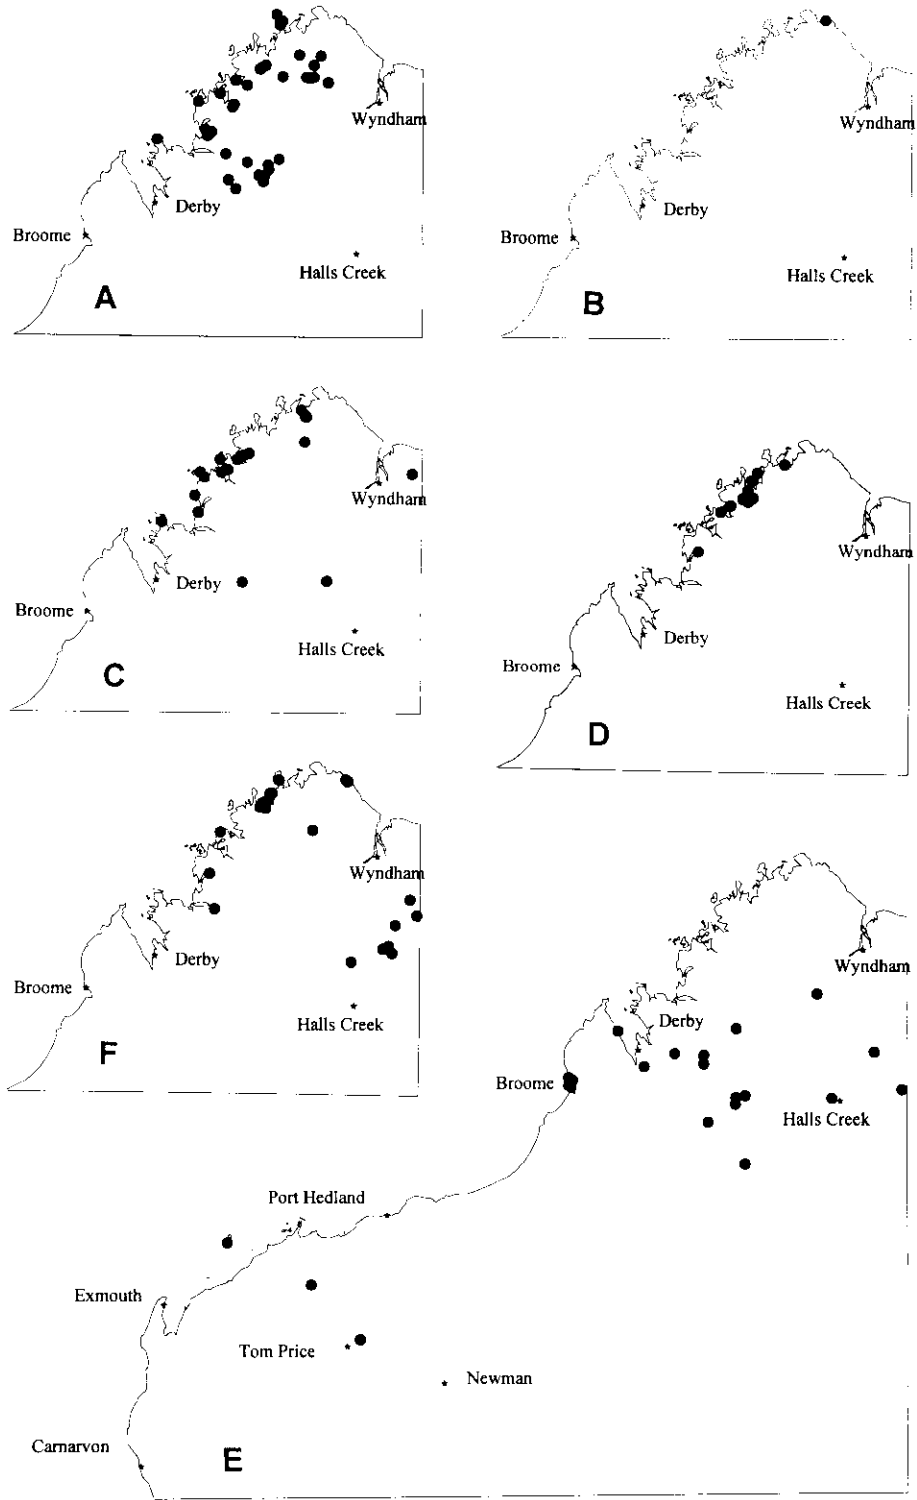 Wyndham
Derby
Broome
Halls Creek
A
Wyndham
Derby
Broome
Halls Creek
B
Wyndham
Derby
Broome
Halls Creek
C
Wyndham
Derby
Broome
Halls Creek
D
Wyndham
Derby
Broome
Halls Creek
F
Wyndham
Derby
Broome
Halls Creek
Port Hedland
Exmouth
Tom Price
Newman
Carnarvon
E